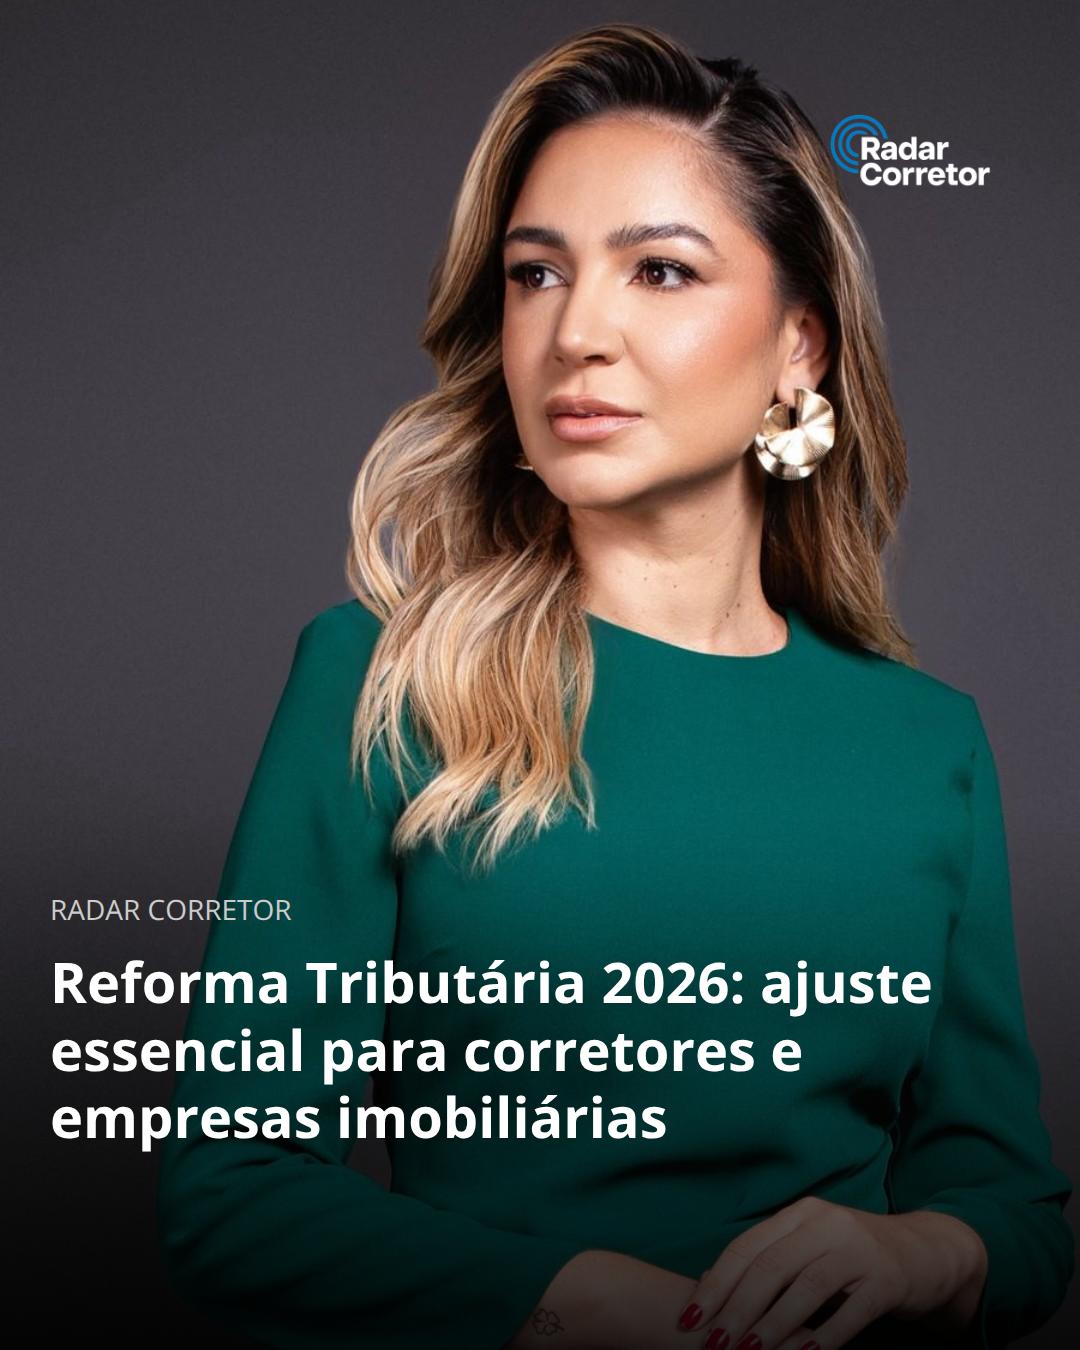 Radar
Corretor
RADAR CORRETOR
Reforma Tributária 2026: ajuste
essencial para corretores e
empresas imobiliárias